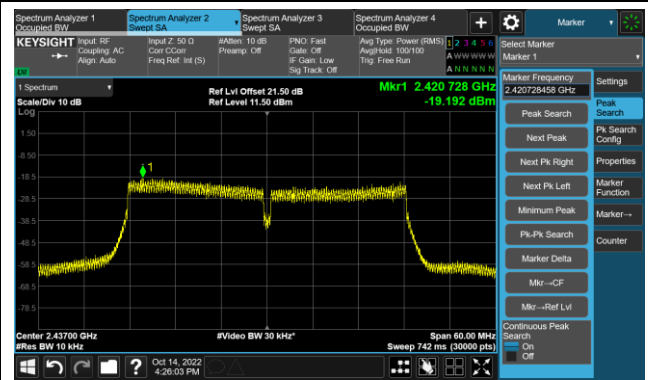 Spectrum Analyzer 1
Occupied BW
Spectrum Analyzer 2
Swept SA
Spectrum Analyzer 3
Swept SA
Spectrum Analyzer 4
Occupied BW
+
Marker
KEYSIGHT
Input: RF
Coupling: AC
Align: Auto
Input Z: 50 Ω
Corr CCorr
Freq Ref: Int (S)
#Atten: 10 dB
Preamp: Off
PNO: Fast
Gate: Off
IF Gain: Low
Sig Track: Off
Avg Type: Power (RMS)
Avg|Hold: 100/100
Trig: Free Run
1 2 3 4 5 6
A W W W W W
A N N N N N
LXI
Select Marker
Marker 1
1 Spectrum
Scale/Div 10 dB
Log
Ref Lvl Offset 21.50 dB
Ref Level 11.50 dBm
Mkr1 2.420 728 GHz
-19.192 dBm
1.50
-8.50
-18.5
-28.5
-38.5
-48.5
-58.5
-68.5
-78.5
1
Center 2.43700 GHz
#Res BW 10 kHz
#Video BW 30 kHz*
Span 60.00 MHz
Sweep 742 ms (30000 pts)
Marker Frequency
2.420728458 GHz
Peak Search
Next Peak
Next Pk Right
Next Pk Left
Minimum Peak
Pk-Pk Search
Marker Delta
Mkr→CF
Mkr→Ref Lvl
Continuous Peak
Search
On
Off
Settings
Peak
Search
Pk Search
Config
Properties
Marker
Function
Marker→
Counter
?
Oct 14, 2022
4:26:03 PM